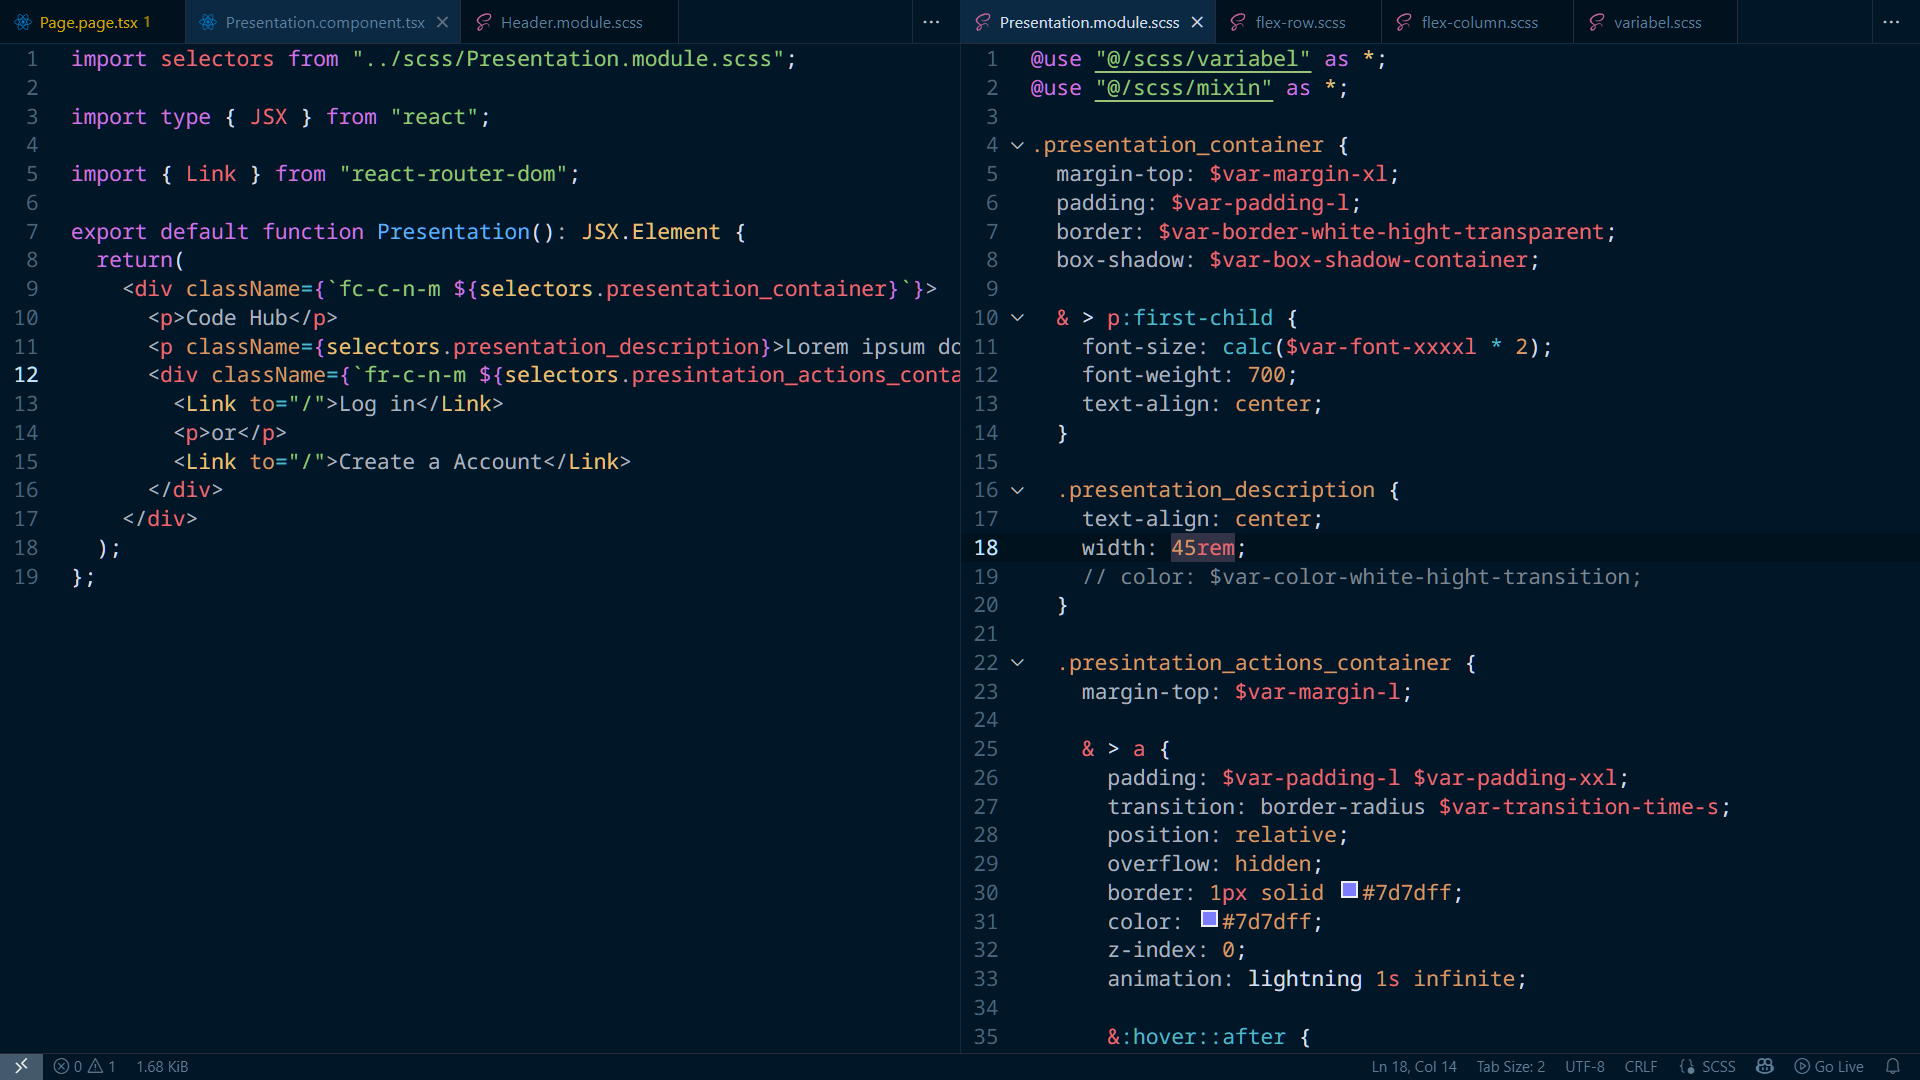 Page.page.tsx 1
Presentation.component.tsx
Header.module.scss
Presentation.module.scss
flex-row.scss
flex-column.scss
variabel.scss
1 import selectors from "../scss/Presentation.module.scss";
2
3 import type { JSX } from "react";
4
5 import { Link } from "react-router-dom";
6
7 export default function Presentation(): JSX.Element {
8   return(
9     <div className={`fc-c-n-m ${selectors.presentation_container}`}>
10       <p>Code Hub</p>
11       <p className={selectors.presentation_description}>Lorem ipsum do
12       <div className={`fr-c-n-m ${selectors.presintation_actions_conta
13         <Link to="/">Log in</Link>
14         <p>or</p>
15         <Link to="/">Create a Account</Link>
16       </div>
17     </div>
18   );
19 };
1 @use "@/scss/variabel" as *;
2 @use "@/scss/mixin" as *;
3
4 .presentation_container {
5   margin-top: $var-margin-xl;
6   padding: $var-padding-l;
7   border: $var-border-white-hight-transparent;
8   box-shadow: $var-box-shadow-container;
9
10   & > p:first-child {
11     font-size: calc($var-font-xxxxl * 2);
12     font-weight: 700;
13     text-align: center;
14   }
15
16   .presentation_description {
17     text-align: center;
18     width: 45rem;
19     // color: $var-color-white-hight-transition;
20   }
21
22   .presintation_actions_container {
23     margin-top: $var-margin-l;
24
25     & > a {
26       padding: $var-padding-l $var-padding-xxl;
27       transition: border-radius $var-transition-time-s;
28       position: relative;
29       overflow: hidden;
30       border: 1px solid #7d7dff;
31       color: #7d7dff;
32       z-index: 0;
33       animation: lightning 1s infinite;
34
35       &:hover::after {
0 1 1.68 KiB
Ln 18, Col 14 Tab Size: 2 UTF-8 CRLF SCSS Go Live